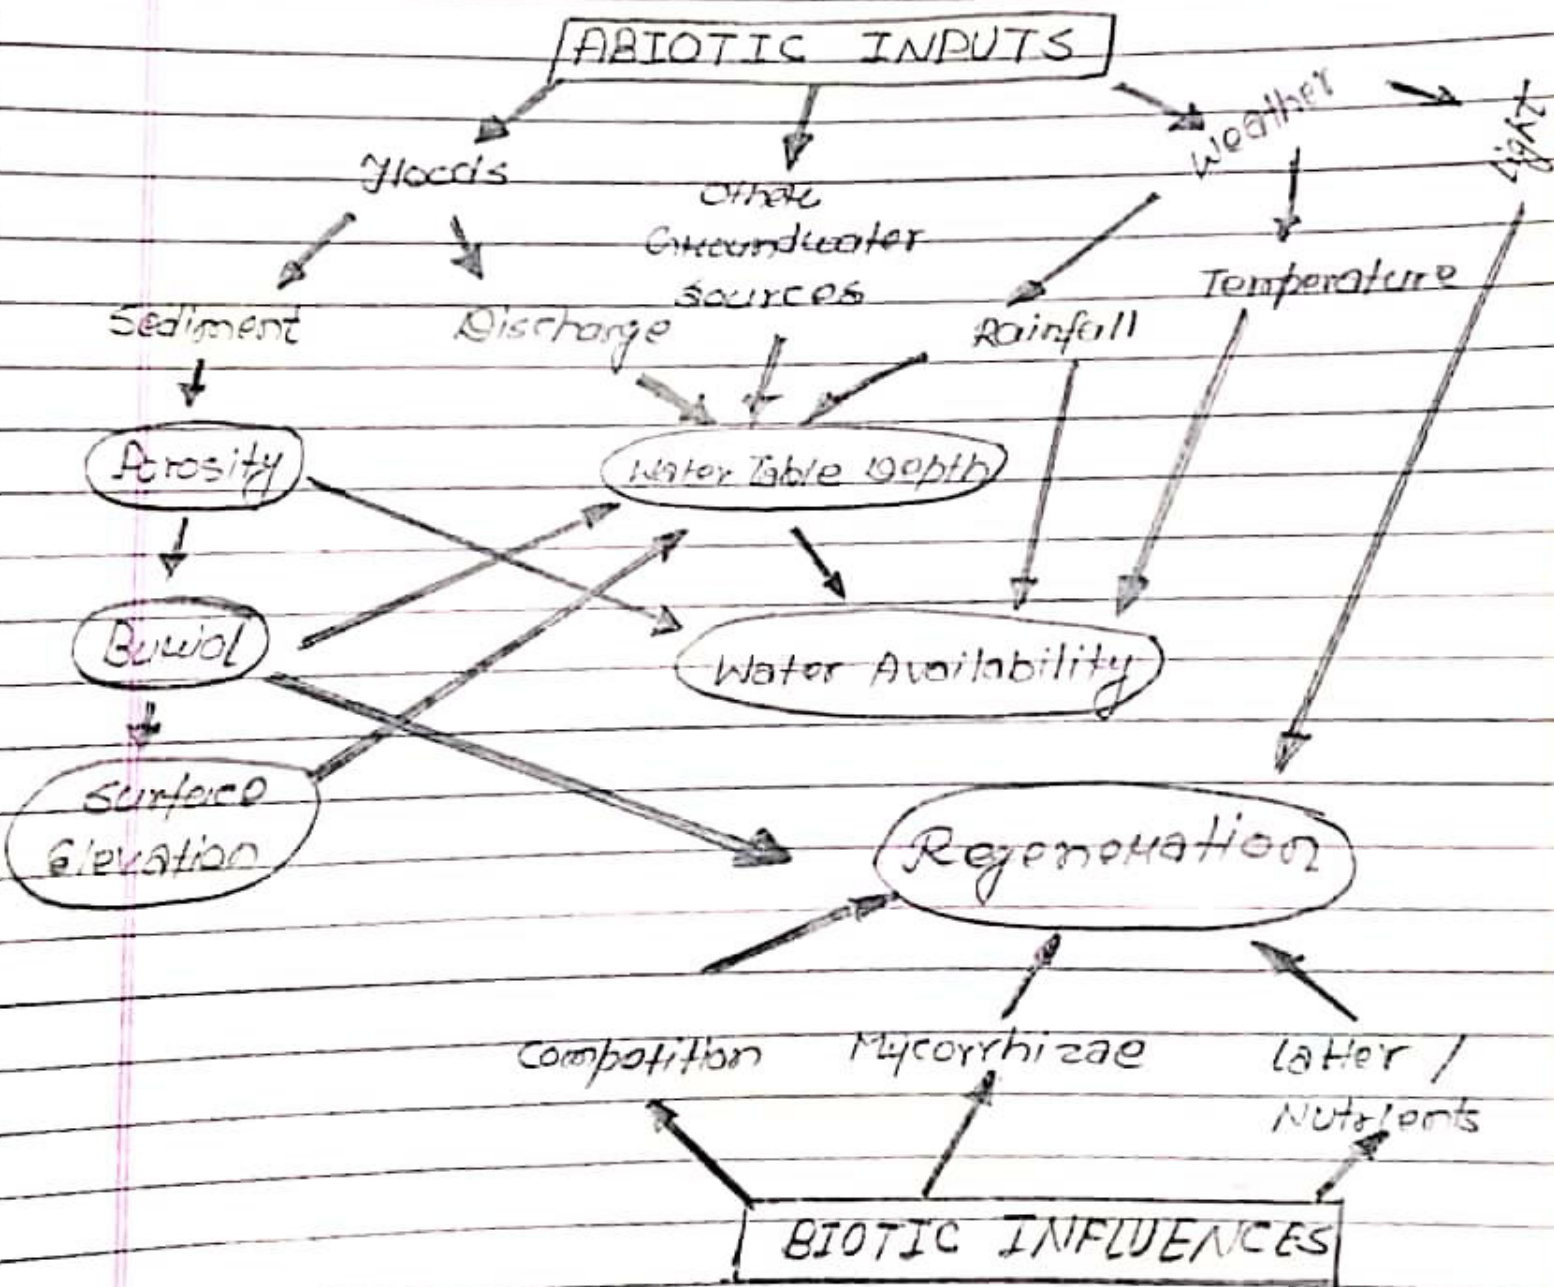 ABIOTIC INPUTS
Weather
Light
Floods
Other
Groundwater
Sources
Temperature
Sediment
Discharge
Rainfall
Porosity
Water Table Depth
Burial
Water Availability
Surface
Elevation
Regeneration
Competition
Mycorrhizae
Latter /
Nutrients
BIOTIC INFLUENCES